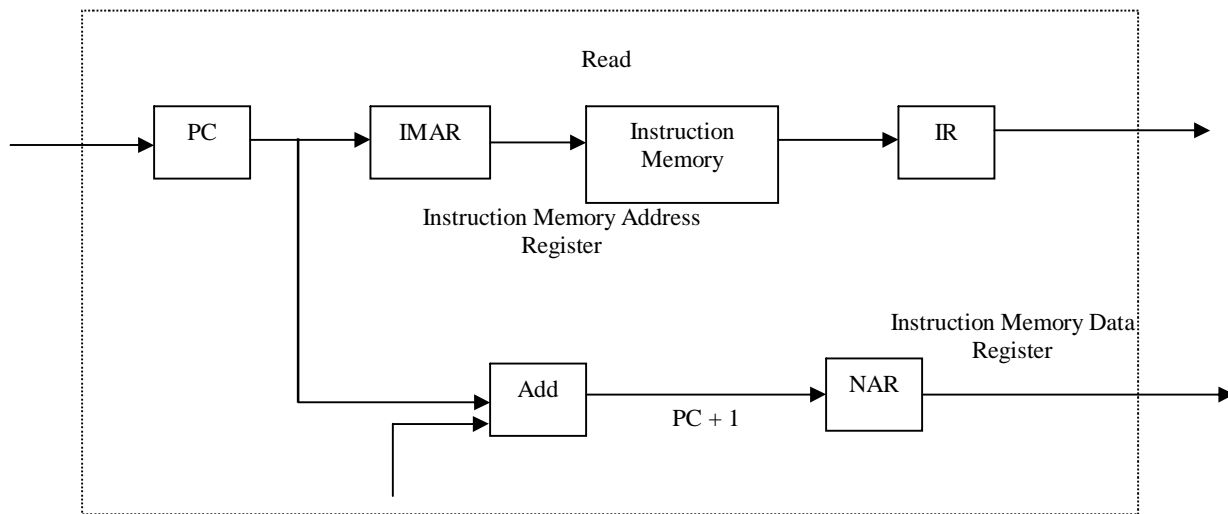 Read
PC
IMAR
Instruction
Memory
IR
Instruction Memory Address
Register
Instruction Memory Data
Register
Add
NAR
PC + 1